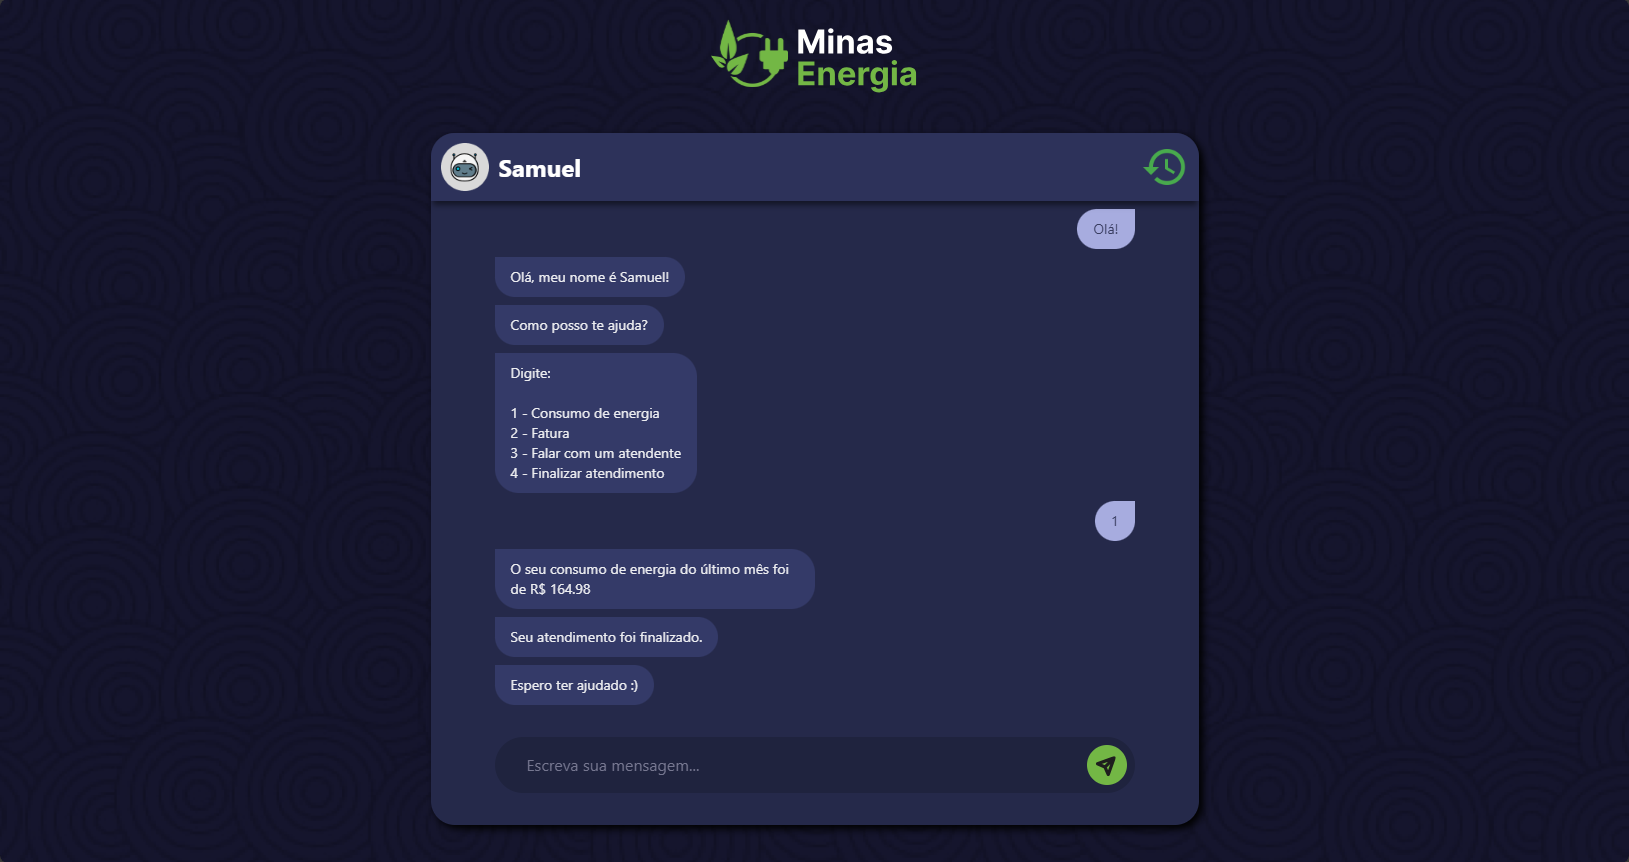 Minas
Energia
Samuel
Olá!
Olá, meu nome é Samuel!
Como posso te ajuda?
Digite:
1 - Consumo de energia
2 - Fatura
3 - Falar com um atendente
4 - Finalizar atendimento
1
O seu consumo de energia do último mês foi
de R$ 164.98
Seu atendimento foi finalizado.
Espero ter ajudado :)
Escreva sua mensagem...